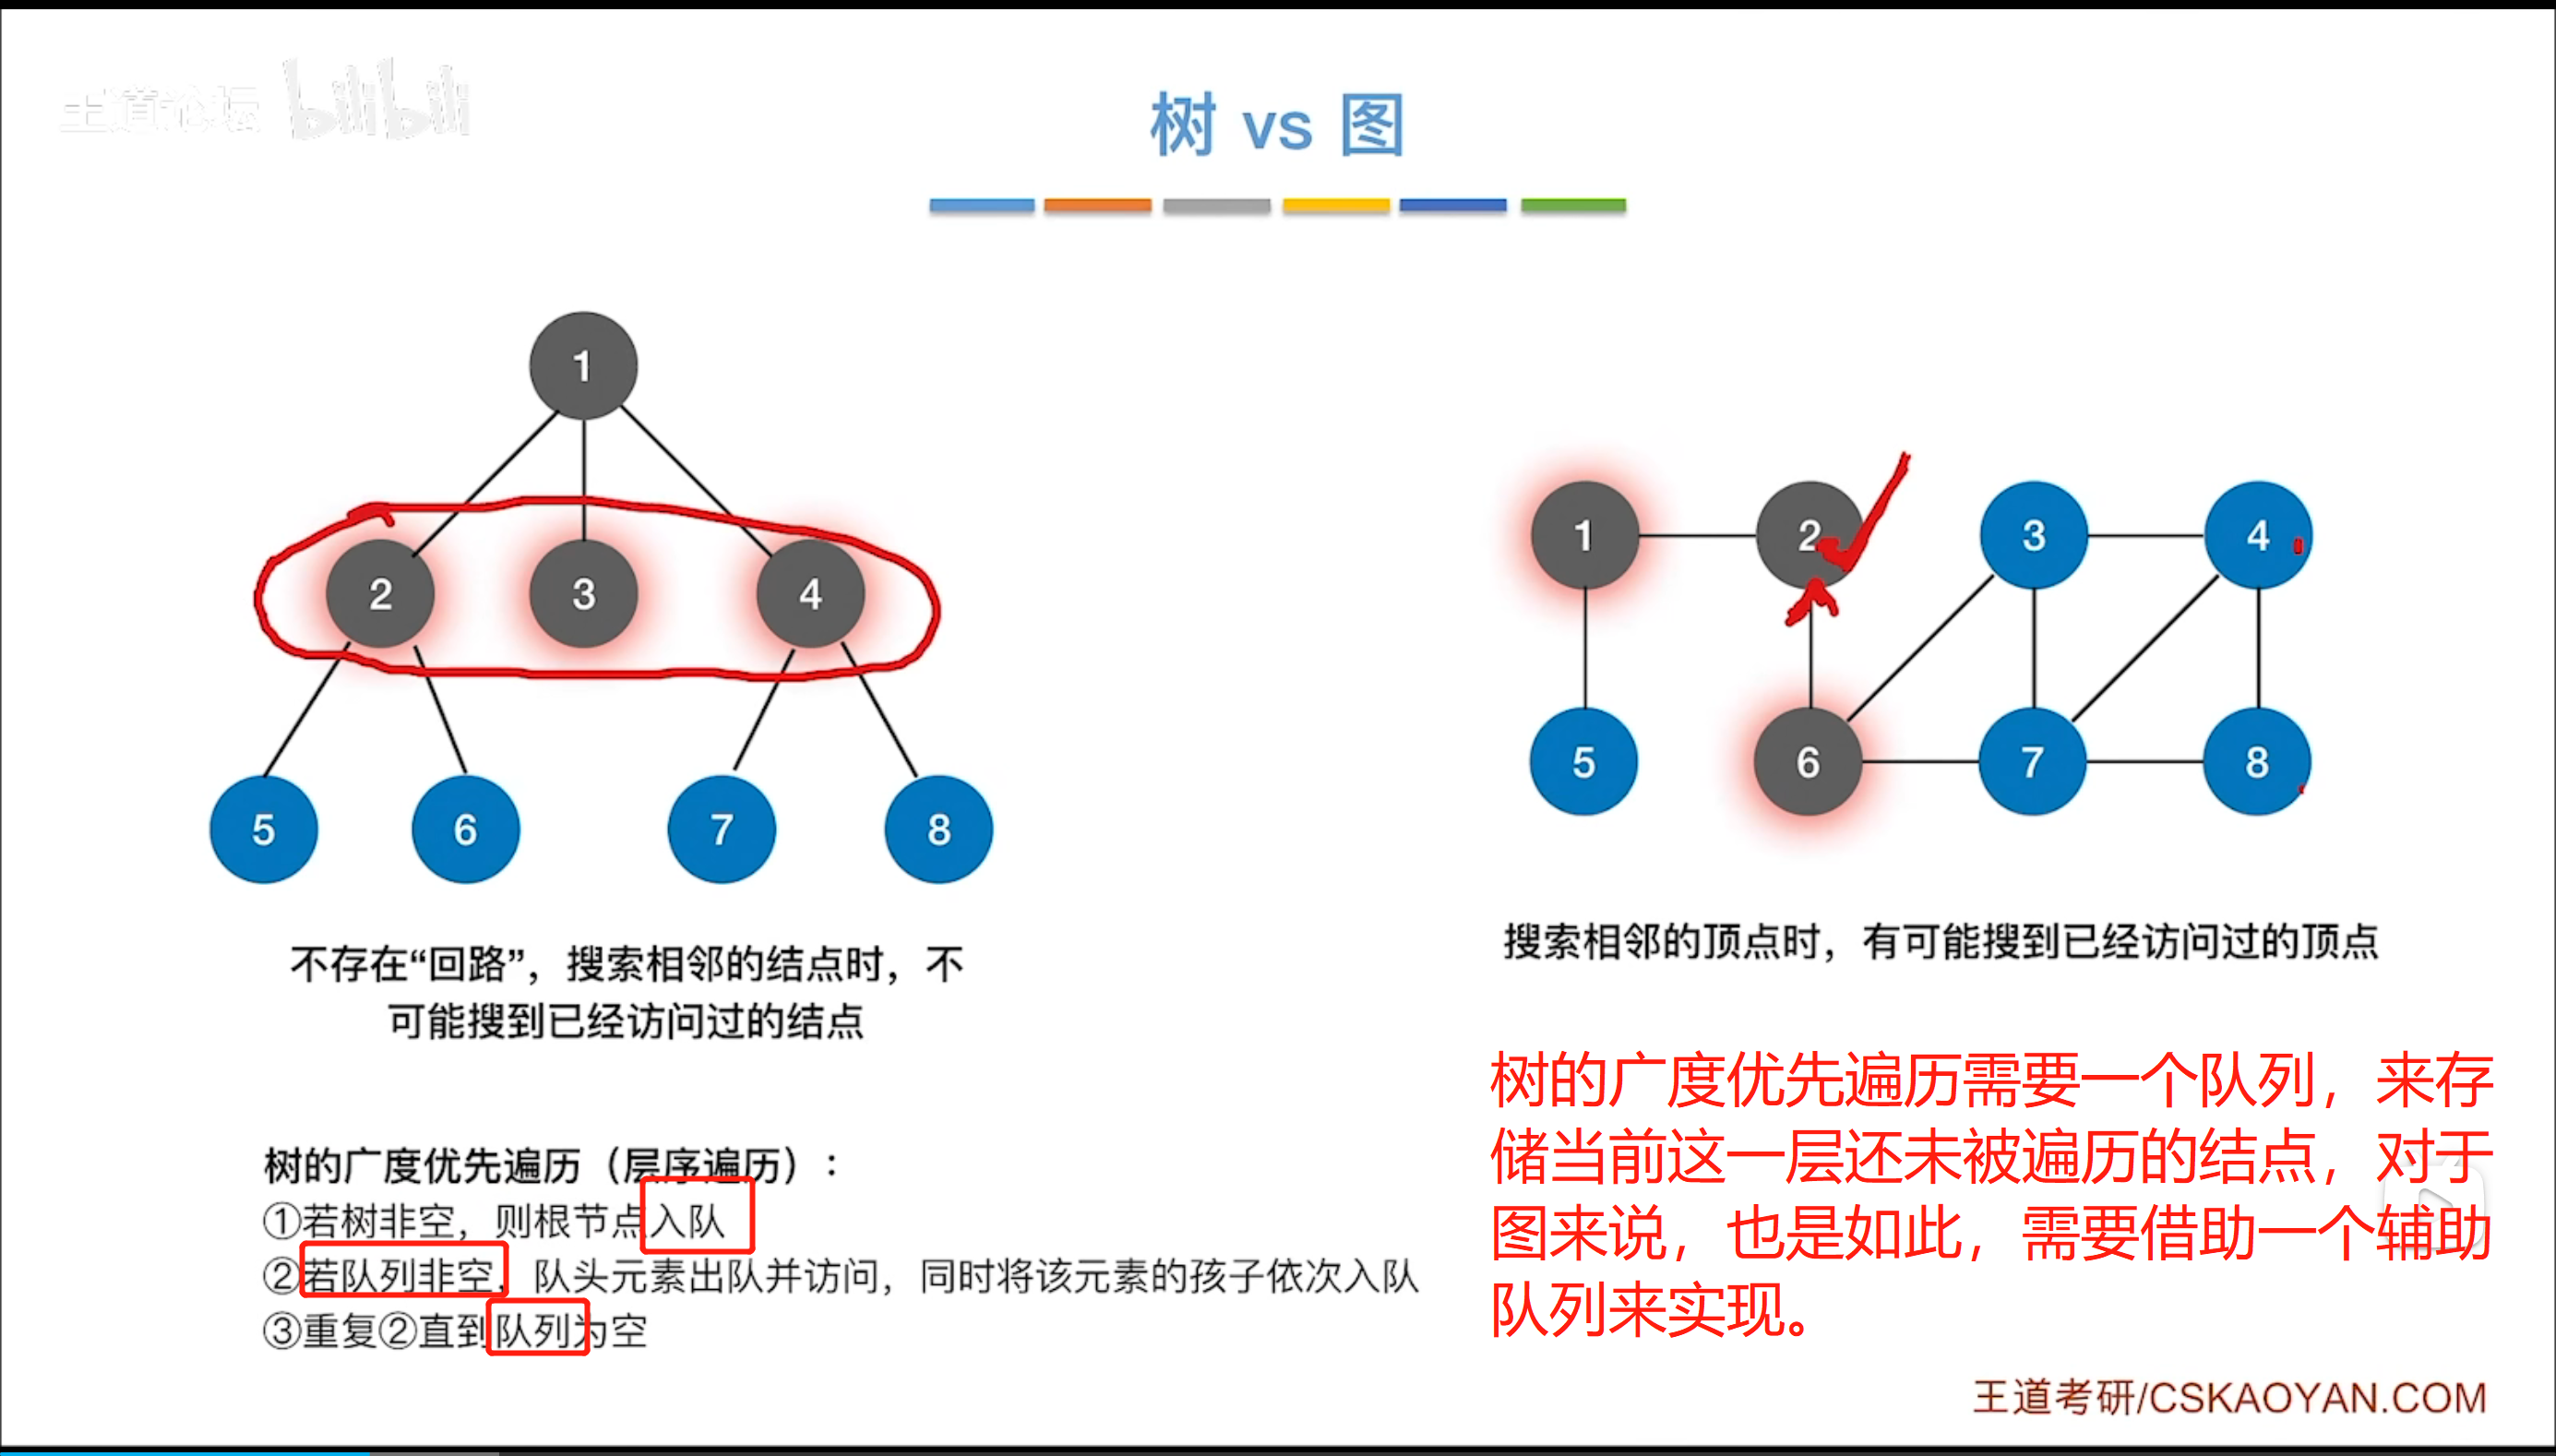 王道论坛 bilibili
树 vs 图
1
2 3 4
5 6 7 8
1 2 3 4
5 6 7 8
不存在“回路”，搜索相邻的结点时，不
可能搜到已经访问过的结点
搜索相邻的顶点时，有可能搜到已经访问过的顶点
树的广度优先遍历（层序遍历）：
①若树非空，则根节点入队
②若队列非空，队头元素出队并访问，同时将该元素的孩子依次入队
③重复②直到队列为空
树的广度优先遍历需要一个队列，来存
储当前这一层还未被遍历的结点，对于
图来说，也是如此，需要借助一个辅助
队列来实现。
王道考研/CSKAOYAN.COM